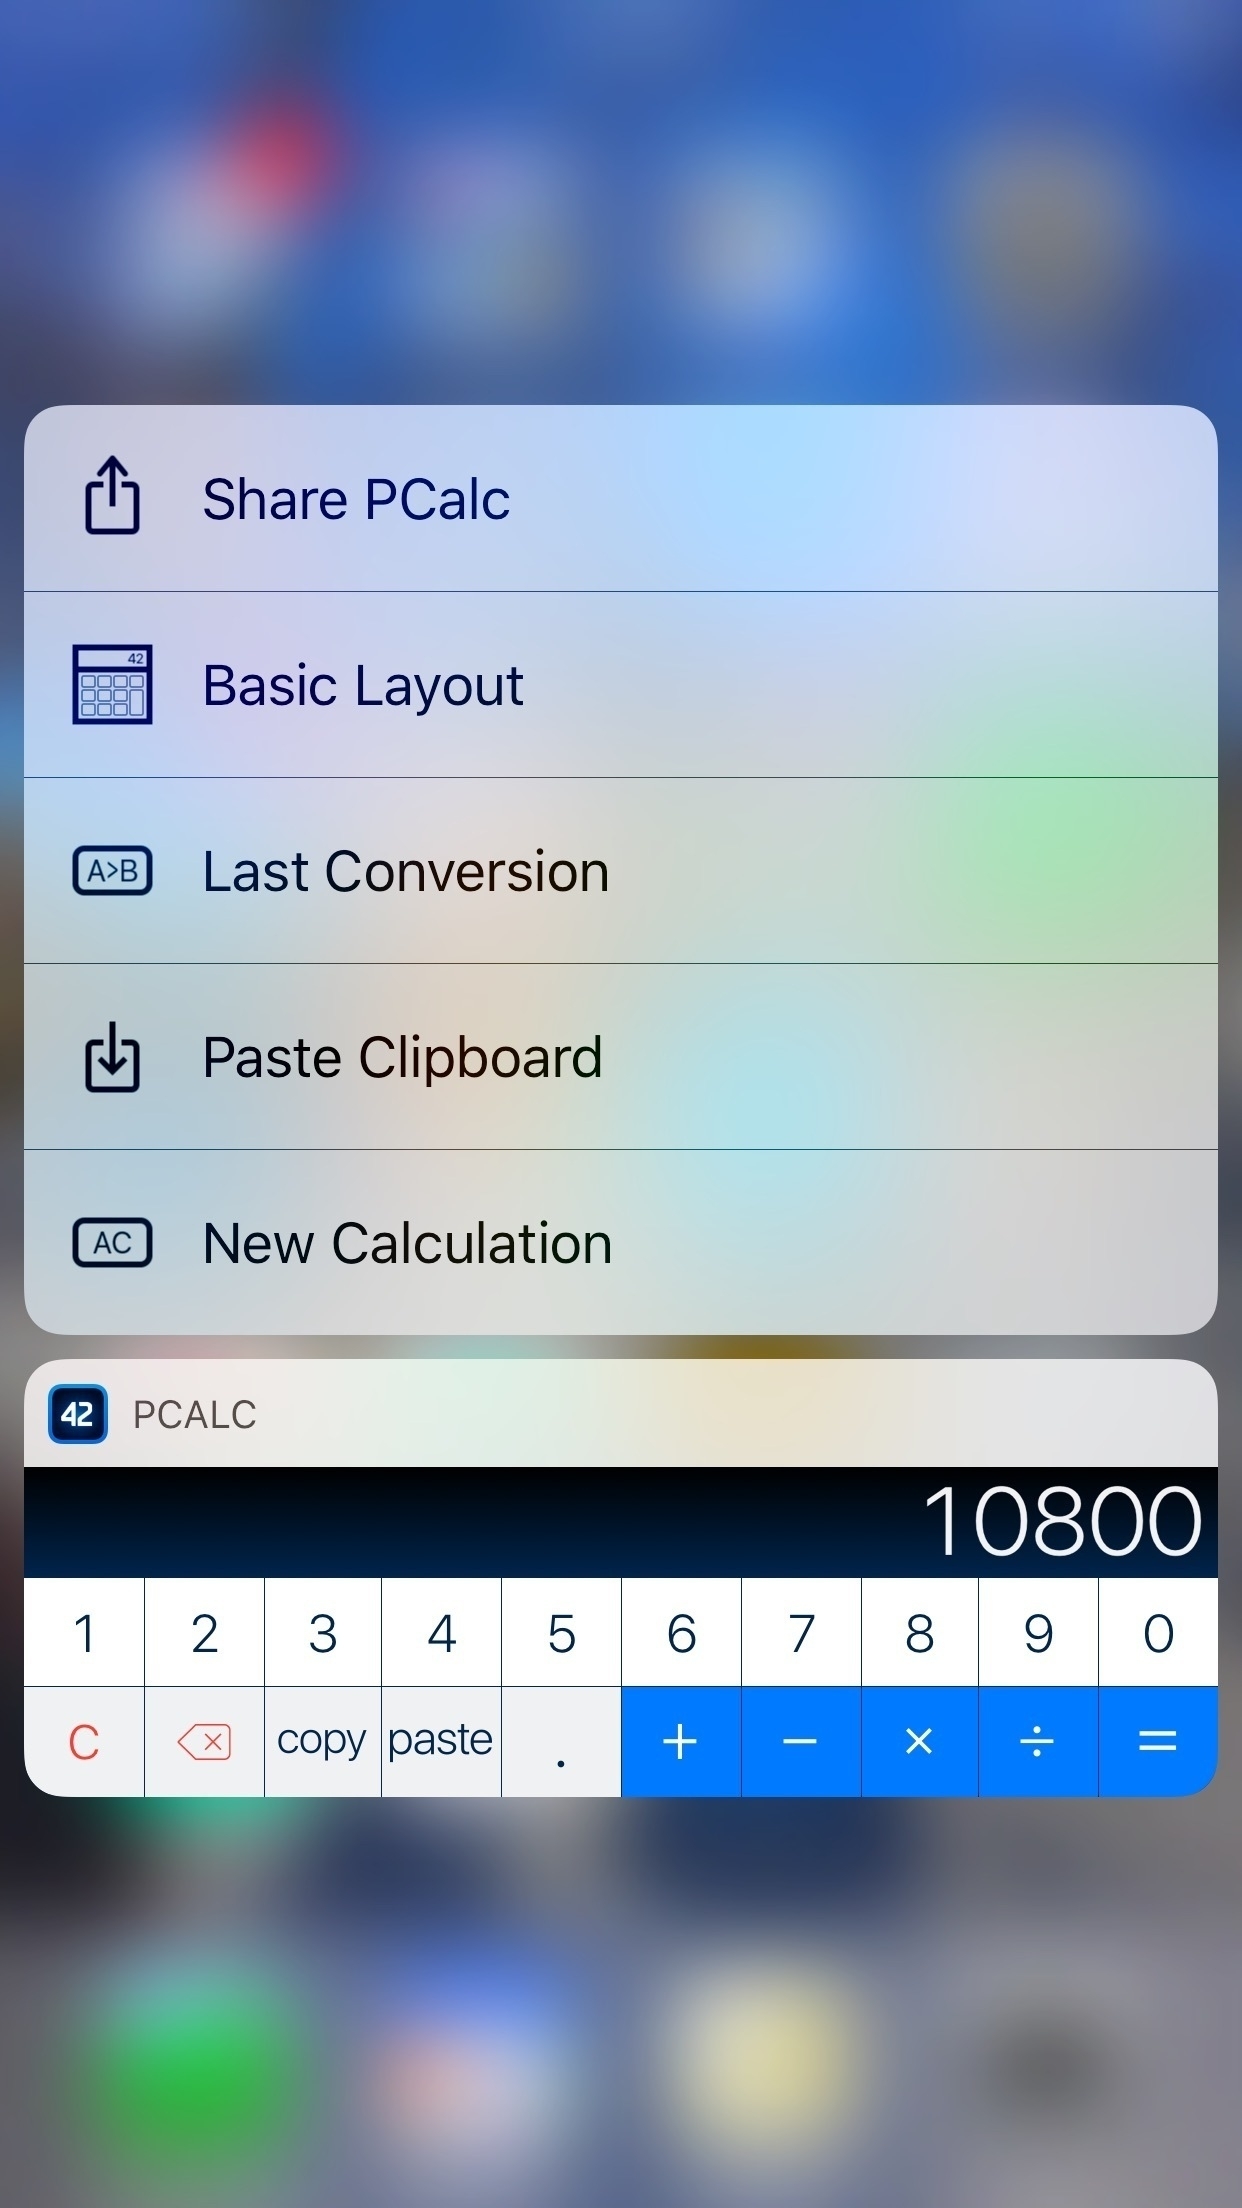 Share PCalc
42
Basic Layout
A>B
Last Conversion
Paste Clipboard
AC
New Calculation
42 PCALC
10800
1 2 3 4 5 6 7 8 9 0
C copy paste . + − × ÷ =